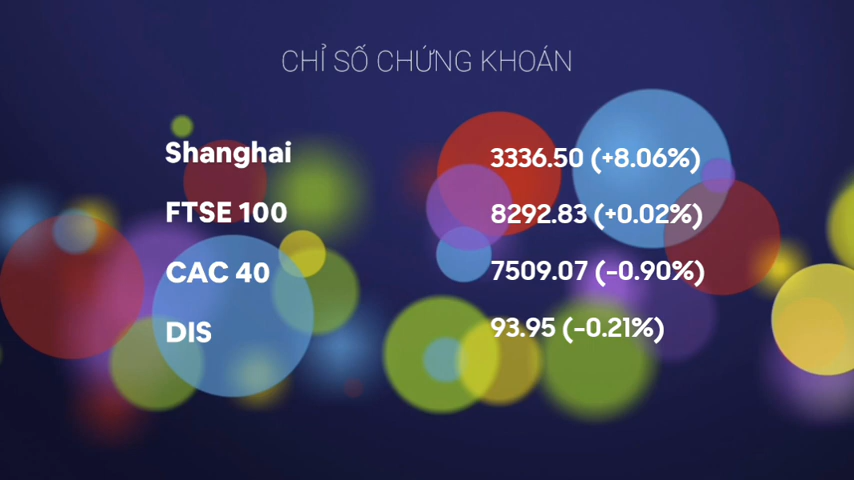 CHỈ SỐ CHỨNG KHOÁN
Shanghai 3336.50 (+8.06%)
FTSE 100 8292.83 (+0.02%)
CAC 40 7509.07 (-0.90%)
DIS 93.95 (-0.21%)